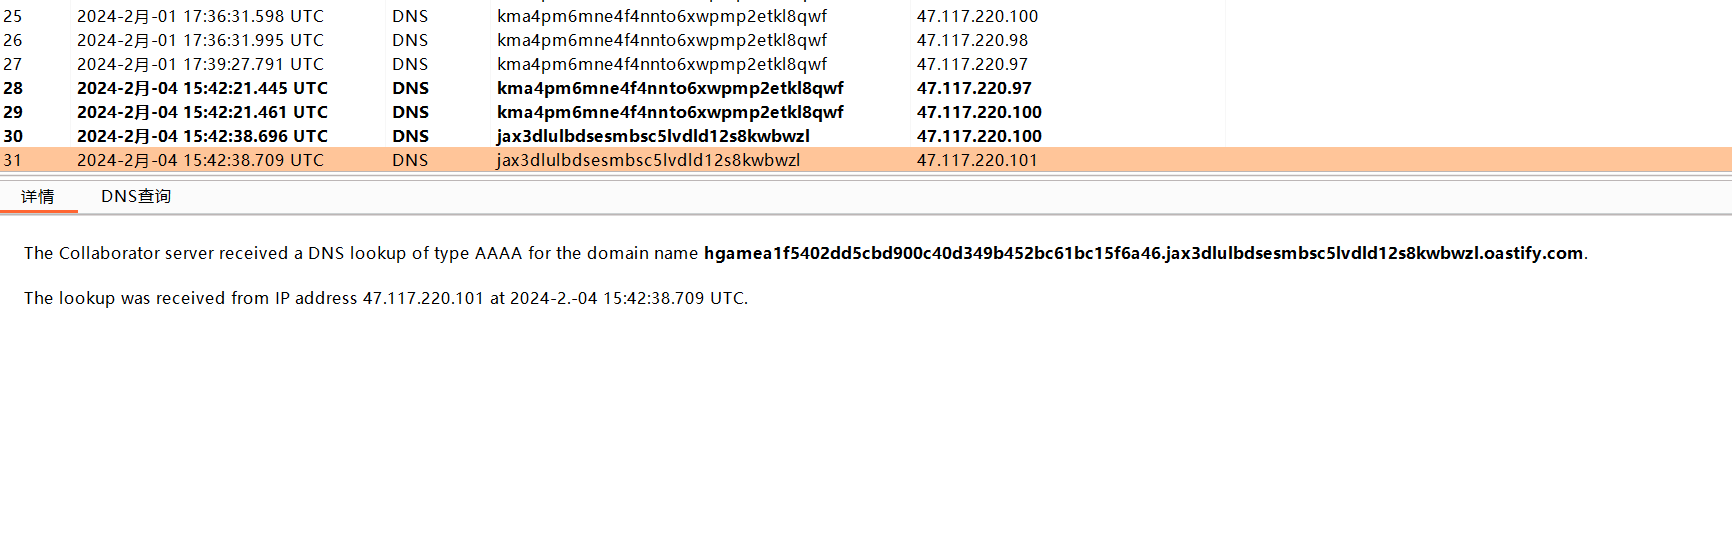 25 2024-2月-01 17:36:31.598 UTC DNS kma4pm6mne4f4nnto6xwpmp2etkl8qwf 47.117.220.100
26 2024-2月-01 17:36:31.995 UTC DNS kma4pm6mne4f4nnto6xwpmp2etkl8qwf 47.117.220.98
27 2024-2月-01 17:39:27.791 UTC DNS kma4pm6mne4f4nnto6xwpmp2etkl8qwf 47.117.220.97
28 2024-2月-04 15:42:21.445 UTC DNS kma4pm6mne4f4nnto6xwpmp2etkl8qwf 47.117.220.97
29 2024-2月-04 15:42:21.461 UTC DNS kma4pm6mne4f4nnto6xwpmp2etkl8qwf 47.117.220.100
30 2024-2月-04 15:42:38.696 UTC DNS jax3dlulbdsesmbsc5lvdld12s8kwbwzl 47.117.220.100
31 2024-2月-04 15:42:38.709 UTC DNS jax3dlulbdsesmbsc5lvdld12s8kwbwzl 47.117.220.101
详情 DNS查询
The Collaborator server received a DNS lookup of type AAAA for the domain name hgamea1f5402dd5cbd900c40d349b452bc61bc15f6a46.jax3dlulbdsesmbsc5lvdld12s8kwbwzl.oastify.com.
The lookup was received from IP address 47.117.220.101 at 2024-2.-04 15:42:38.709 UTC.